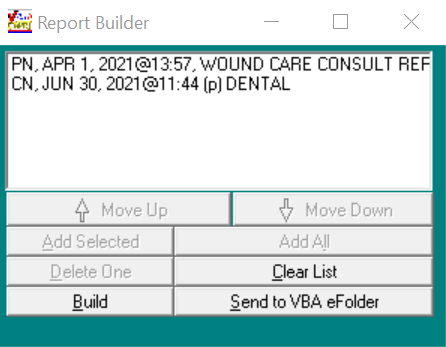 Report Builder
PN, APR 1, 2021@13:57, WOUND CARE CONSULT REF
CN, JUN 30, 2021@11:44 (p) DENTAL
Move Up
Move Down
Add Selected
Add All
Delete One
Clear List
Build
Send to VBA eFolder